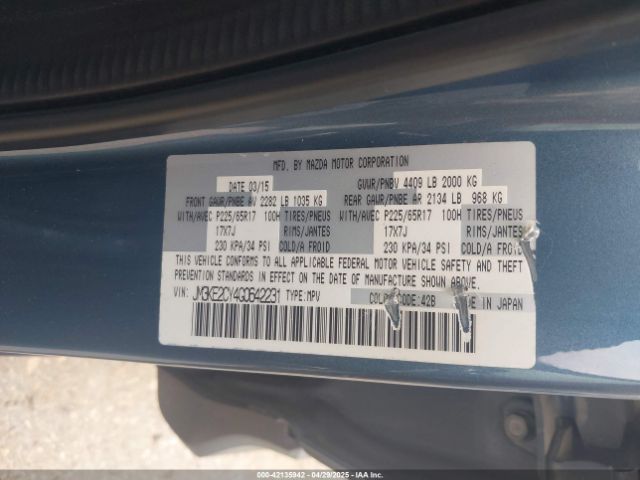 MFD. BY MAZDA MOTOR CORPORATION
DATE 03/15 GVWR/PNBV 4409 LB 2000 KG
FRONT GAWR/PNBE AV 2282 LB 1035 KG REAR GAWR/PNBE AR 2134 LB 968 KG
WITH/AVEC P225/65R17 100H TIRES/PNEUS WITH/AVEC P225/65R17 100H TIRES/PNEUS
17X7J RIMS/JANTES 17X7J RIMS/JANTES
230 KPA/34 PSI COLD/A FROID 230 KPA/34 PSI COLD/A FROID
THIS VEHICLE CONFORMS TO ALL APPLICABLE FEDERAL MOTOR VEHICLE SAFETY AND THEFT
PREVENTION STANDARDS IN EFFECT ON THE DATE OF MANUFACTURE SHOWN ABOVE.
VIN: JM3KE2CY4G0642231 TYPE:MPV CODE:42B IN JAPAN
000-42135942 04/29/2025 IAA Inc.